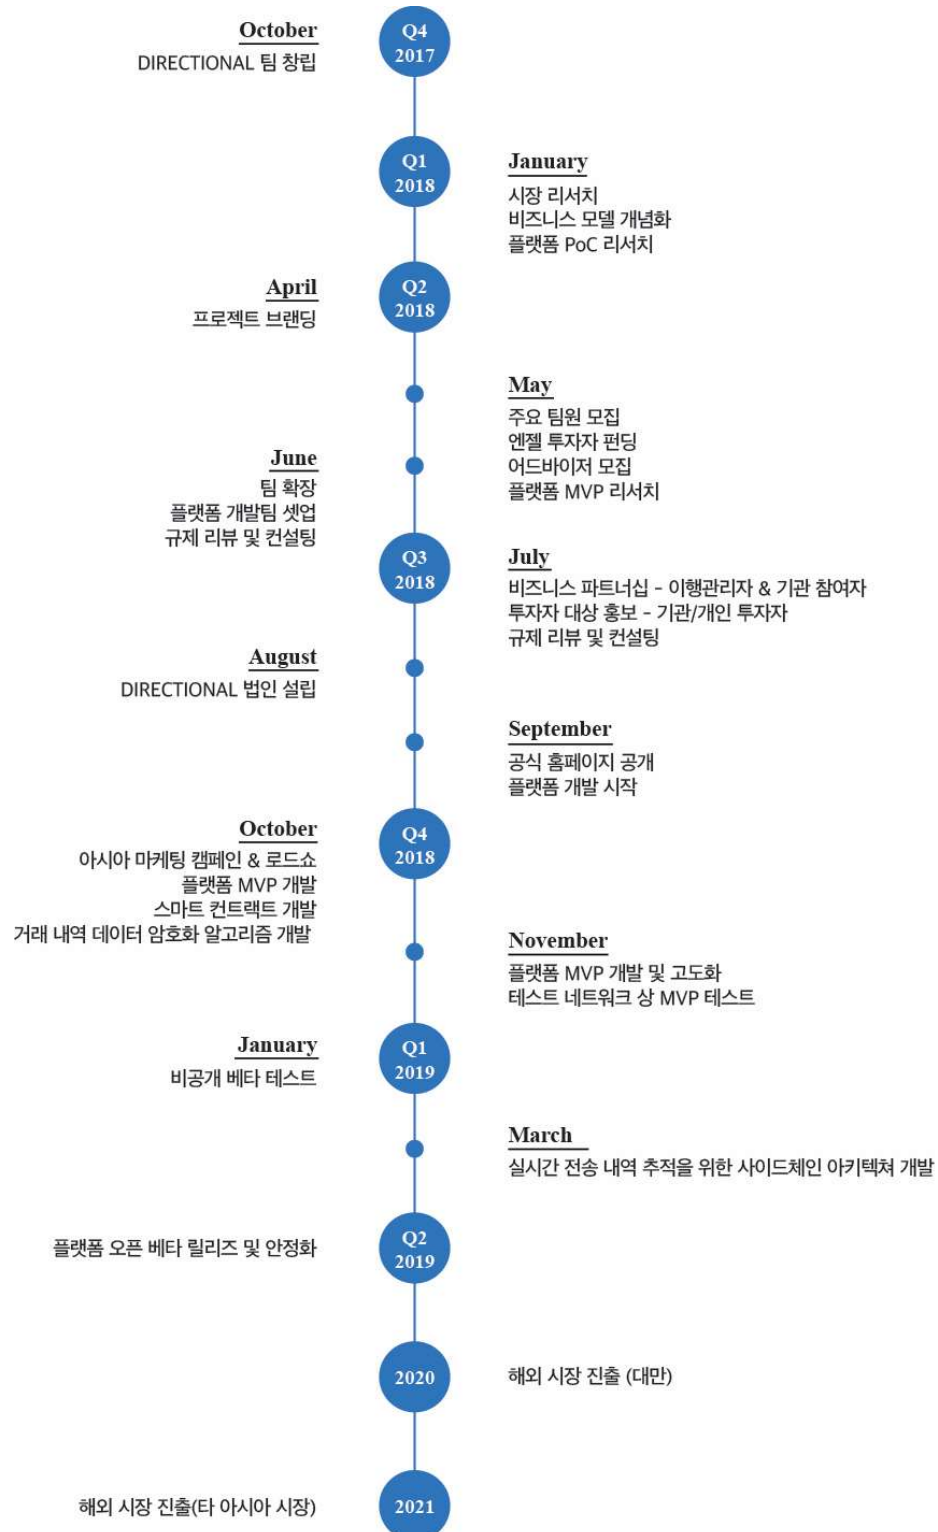 October
DIRECTIONAL 팀 창립
Q4
2017
Q1
2018
January
시장 리서치
비즈니스 모델 개념화
플랫폼 PoC 리서치
April
프로젝트 브랜딩
Q2
2018
May
주요 팀원 모집
엔젤 투자자 펀딩
어드바이저 모집
플랫폼 MVP 리서치
June
팀 확장
플랫폼 개발팀 셋업
규제 리뷰 및 컨설팅
Q3
2018
July
비즈니스 파트너십 - 이행관리자 & 기관 참여자
투자자 대상 홍보 - 기관/개인 투자자
규제 리뷰 및 컨설팅
August
DIRECTIONAL 법인 설립
September
공식 홈페이지 공개
플랫폼 개발 시작
October
아시아 마케팅 캠페인 & 로드쇼
플랫폼 MVP 개발
스마트 컨트랙트 개발
거래 내역 데이터 암호화 알고리즘 개발
Q4
2018
November
플랫폼 MVP 개발 및 고도화
테스트 네트워크 상 MVP 테스트
January
비공개 베타 테스트
Q1
2019
March
실시간 전송 내역 추적을 위한 사이드체인 아키텍쳐 개발
플랫폼 오픈 베타 릴리즈 및 안정화
Q2
2019
2020
해외 시장 진출 (대만)
해외 시장 진출(타 아시아 시장)
2021